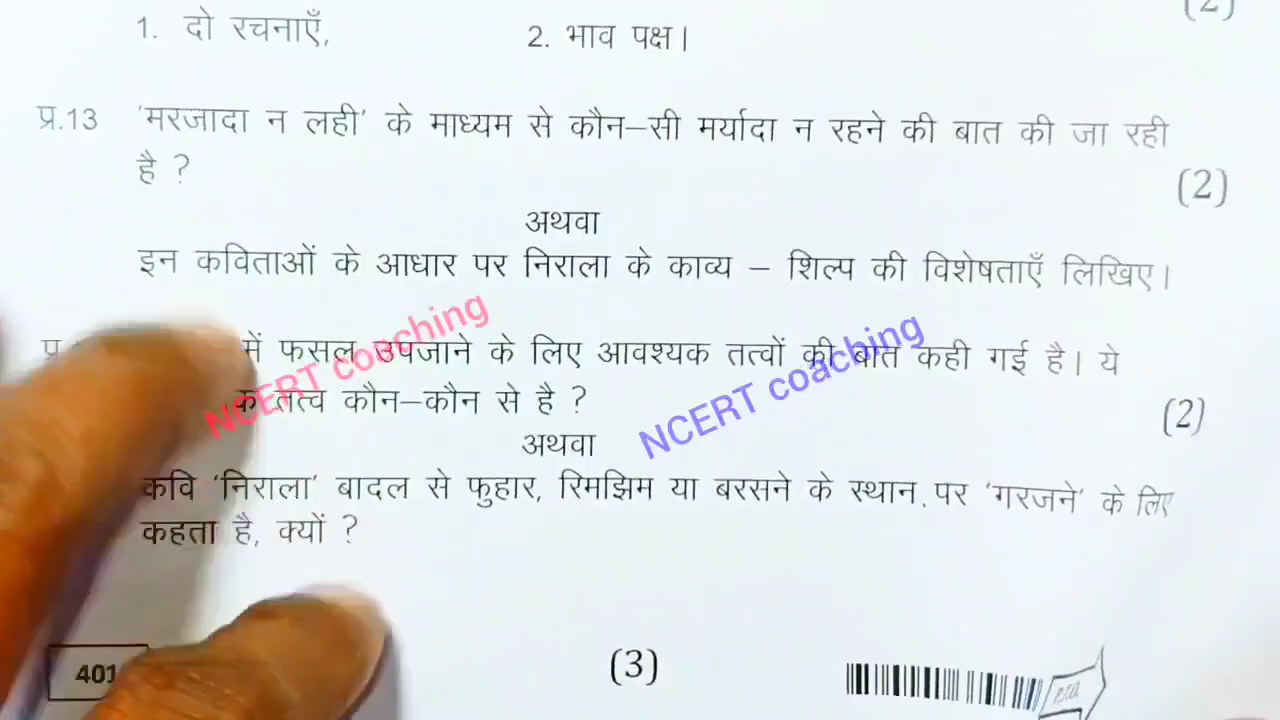 (2)
1. दो रचनाएँ, 2. भाव पक्ष।
प्र.13 'मरजादा न लही' के माध्यम से कौन–सी मर्यादा न रहने की बात की जा रही
है ?
(2)
अथवा
इन कविताओं के आधार पर निराला के काव्य – शिल्प की विशेषताएँ लिखिए।
में फसल उपजाने के लिए आवश्यक तत्वों की बात कही गई है। ये
तत्व कौन–कौन से है ?
(2)
अथवा
कवि 'निराला' बादल से फुहार, रिमझिम या बरसने के स्थान पर 'गरजने' के लिए
कहता है, क्यों ?
NCERT coaching
NCERT coaching
401
(3)
P.T.O.